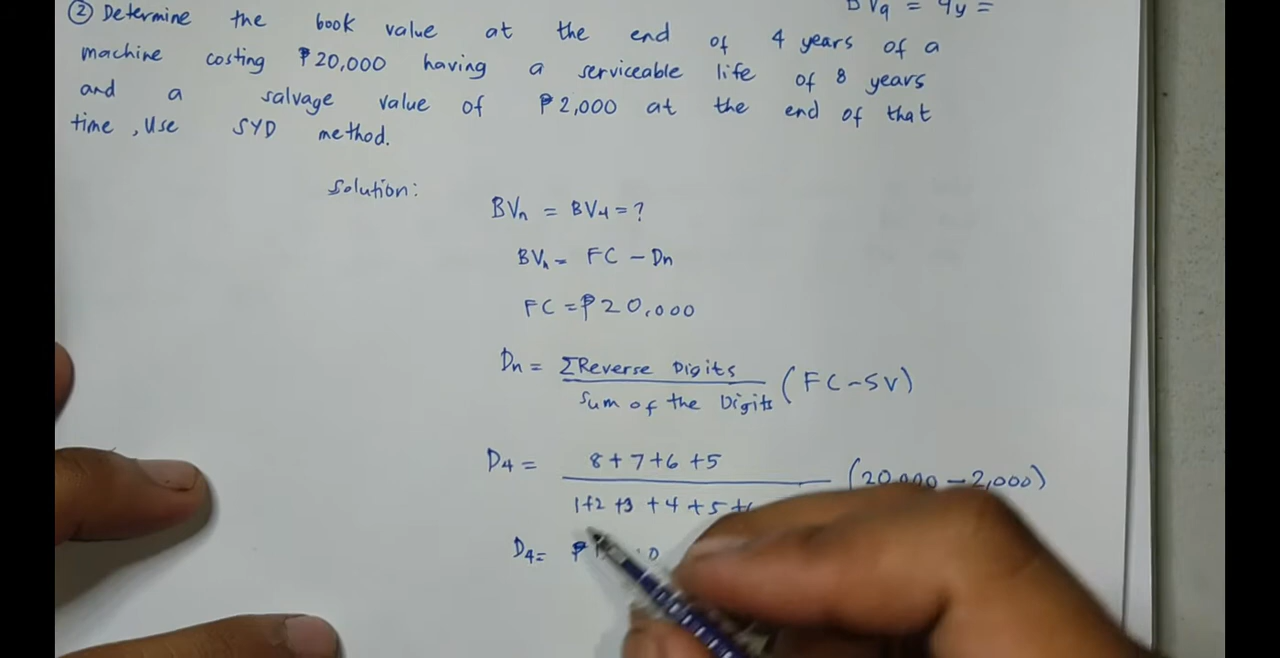 BV4 = 4y =
② Determine the book value at the end of 4 years of a
machine costing ₱20,000 having a serviceable life of 8 years
and a salvage value of ₱2,000 at the end of that
time, Use SYD method.
Solution:
BVn = BV4 = ?
BVn = FC - Dn
FC = ₱20,000
Dn = ΣReverse Digits / Sum of the Digits (FC-SV)
D4 = 8+7+6+5 / 1+2+3+4+5+ (20,000 - 2,000)
D4 = ₱